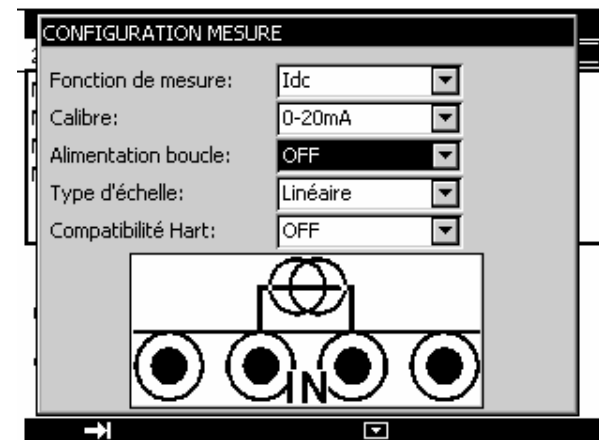 CONFIGURATION MESURE
Fonction de mesure: Idc
Calibre: 0-20mA
Alimentation boucle: OFF
Type d'échelle: Linéaire
Compatibilité Hart: OFF
IN